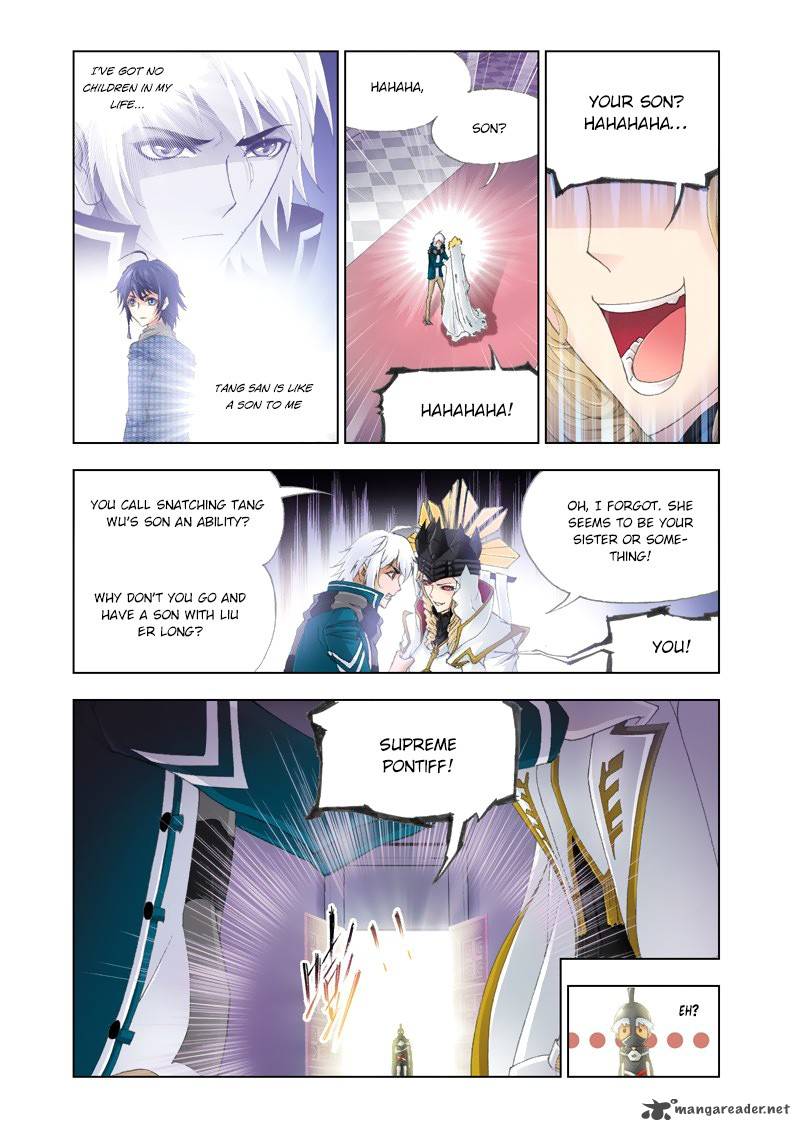 I'VE GOT NO
CHILDREN IN MY
LIFE...
TANG SAN IS LIKE
A SON TO ME
HAHAHA,
SON?
HAHAHAHA!
YOUR SON?
HAHAHAHA...
YOU CALL SNATCHING TANG
WU'S SON AN ABILITY?
WHY DON'T YOU GO AND
HAVE A SON WITH LIU
ER LONG?
OH, I FORGOT. SHE
SEEMS TO BE YOUR
SISTER OR SOME-
THING!
YOU!
SUPREME
PONTIFF!
EH?
mangareader.net